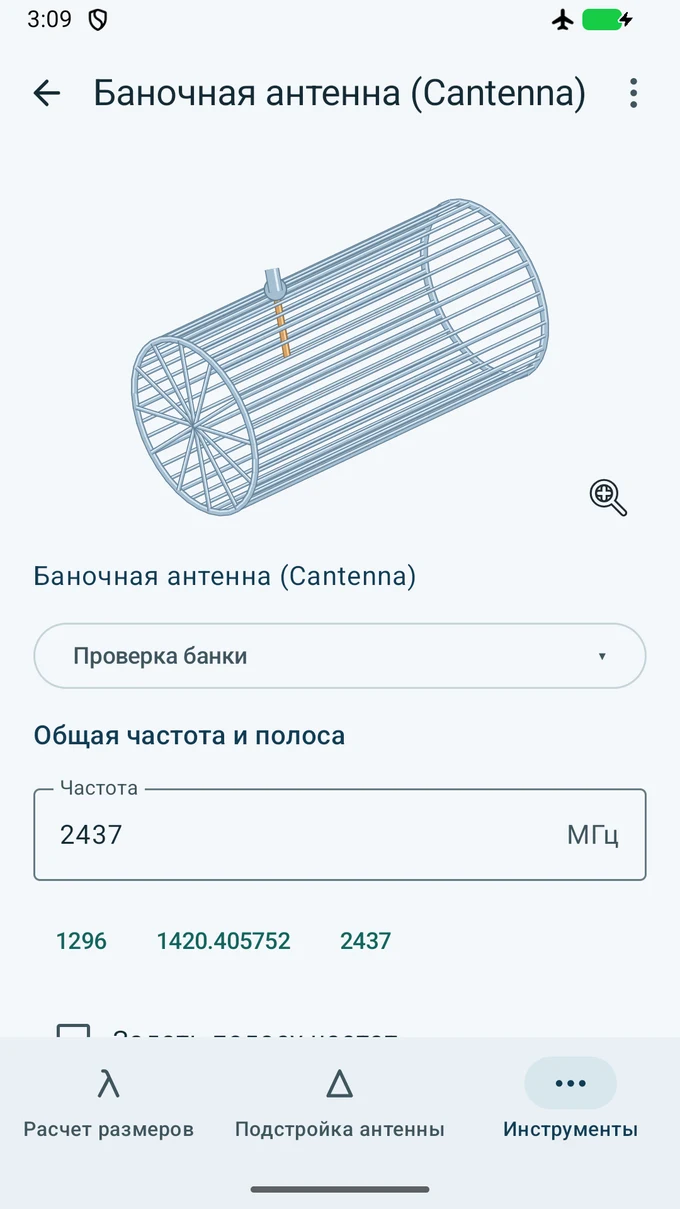 3:09
Баночная антенна (Cantenna)
Баночная антенна (Cantenna)
Проверка банки
Общая частота и полоса
Частота
2437 МГц
1296 1420.405752 2437
Расчет размеров Подстройка антенны Инструменты